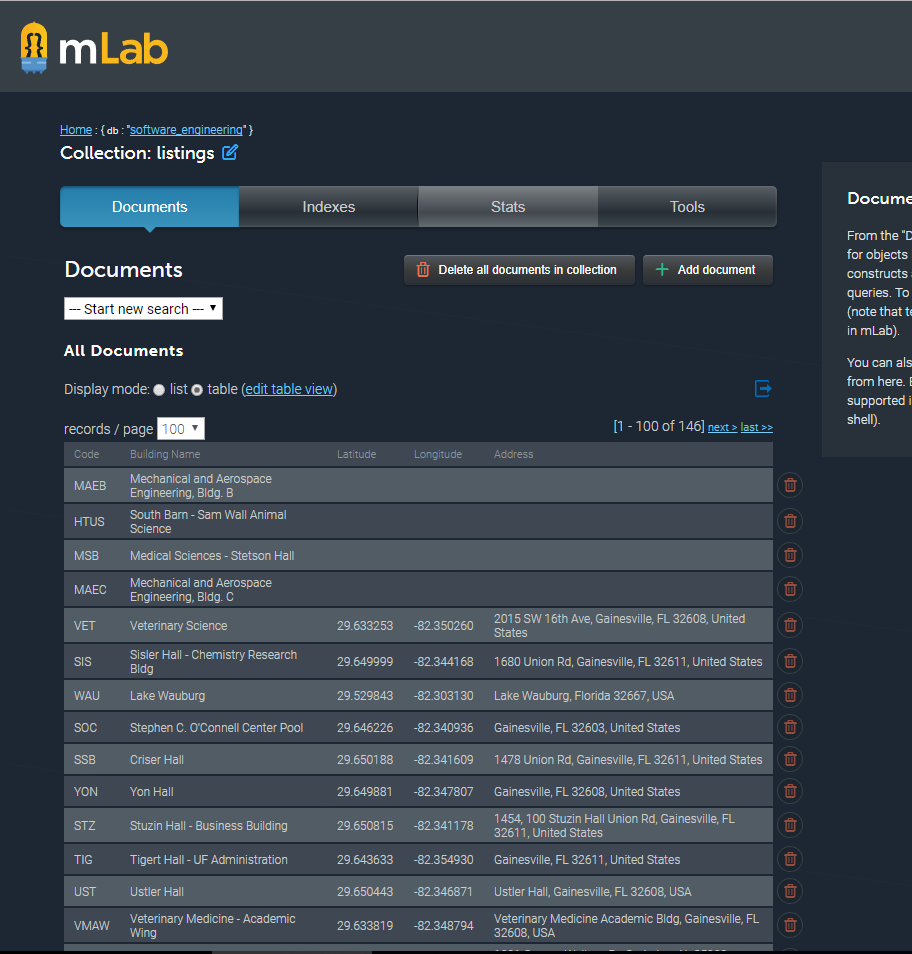 mLab
Home : { db : "software_engineering" }
Collection: listings
Documents Indexes Stats Tools
Documents
Delete all documents in collection
Add document
--- Start new search ---
All Documents
Display mode: list table (edit table view)
records / page 100
[1 - 100 of 146] next > last >>
Code Building Name Latitude Longitude Address
MAEB Mechanical and Aerospace
Engineering, Bldg. B
HTUS South Barn - Sam Wall Animal
Science
MSB Medical Sciences - Stetson Hall
MAEC Mechanical and Aerospace
Engineering, Bldg. C
VET Veterinary Science 29.633253 -82.350260 2015 SW 16th Ave, Gainesville, FL 32608, United
States
SIS Sisler Hall - Chemistry Research
Bldg 29.649999 -82.344168 1680 Union Rd, Gainesville, FL 32611, United States
WAU Lake Wauburg 29.529843 -82.303130 Lake Wauburg, Florida 32667, USA
SOC Stephen C. O'Connell Center Pool 29.646226 -82.340936 Gainesville, FL 32603, United States
SSB Criser Hall 29.650188 -82.341609 1478 Union Rd, Gainesville, FL 32611, United States
YON Yon Hall 29.649881 -82.347807 Gainesville, FL 32608, United States
STZ Stuzin Hall - Business Building 29.650815 -82.341178 1454, 100 Stuzin Hall Union Rd, Gainesville, FL
32611, United States
TIG Tigert Hall - UF Administration 29.643633 -82.354930 Gainesville, FL 32611, United States
UST Ustler Hall 29.650443 -82.346871 Ustler Hall, Gainesville, FL 32608, USA
VMAW Veterinary Medicine - Academic
Wing 29.633819 -82.348794 Veterinary Medicine Academic Bldg, Gainesville, FL
32608, USA
Docume
From the "D
for objects
constructs
queries. To
(note that te
in mLab).
You can als
from here.
supported i
shell).